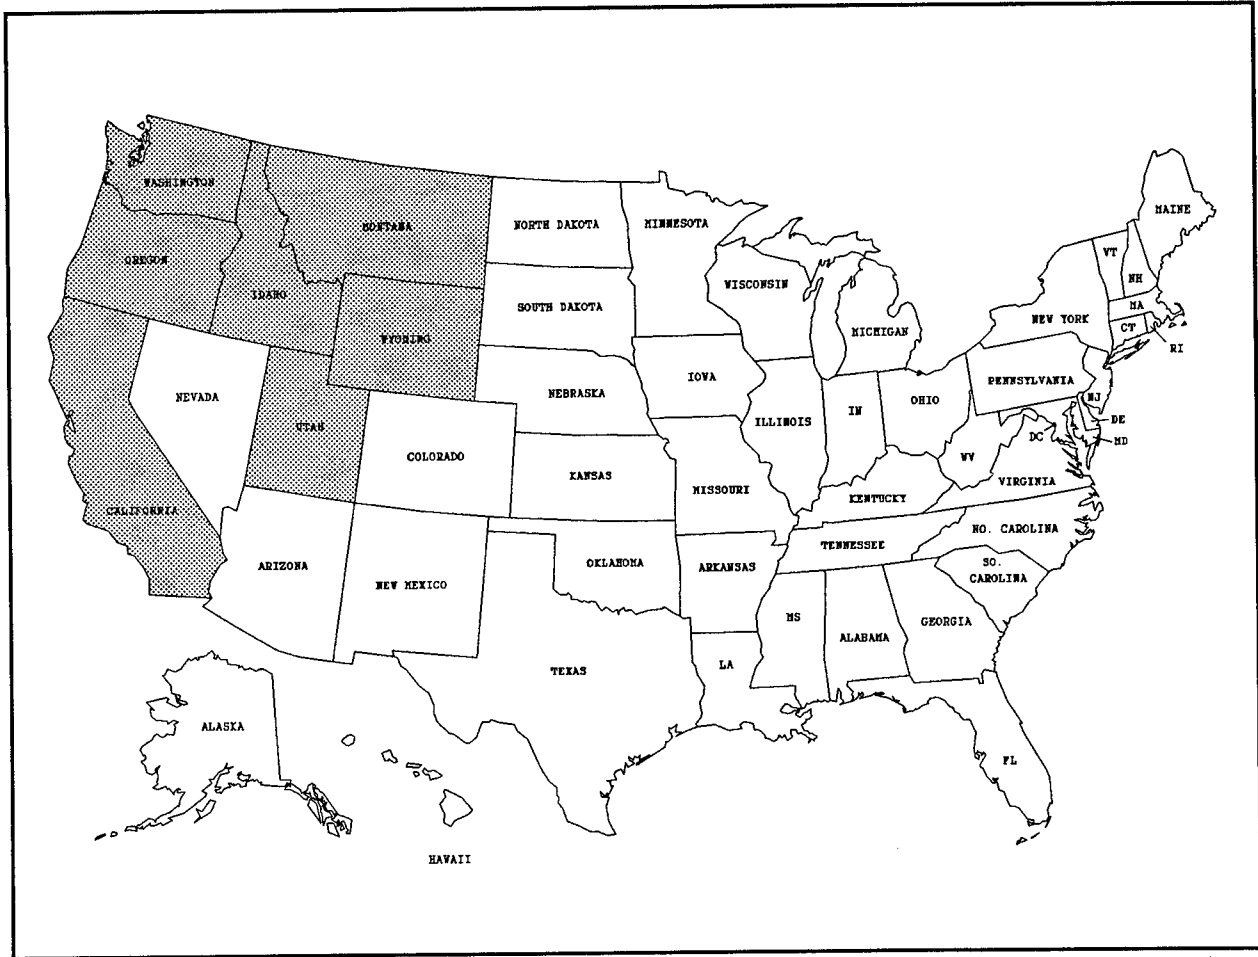 WASHINGTON
OREGON
IDAHO
MONTANA
WYOMING
NEVADA
UTAH
CALIFORNIA
COLORADO
ARIZONA
NEW MEXICO
NORTH DAKOTA
SOUTH DAKOTA
NEBRASKA
KANSAS
OKLAHOMA
TEXAS
MINNESOTA
IOWA
MISSOURI
ARKANSAS
LA
WISCONSIN
ILLINOIS
MICHIGAN
IN
OHIO
KENTUCKY
TENNESSEE
MS
ALABAMA
GEORGIA
FL
SO.
CAROLINA
NO. CAROLINA
VIRGINIA
WV
DC
MD
DE
NJ
PENNSYLVANIA
NEW YORK
CT
RI
MA
VT
NH
MAINE
ALASKA
HAWAII